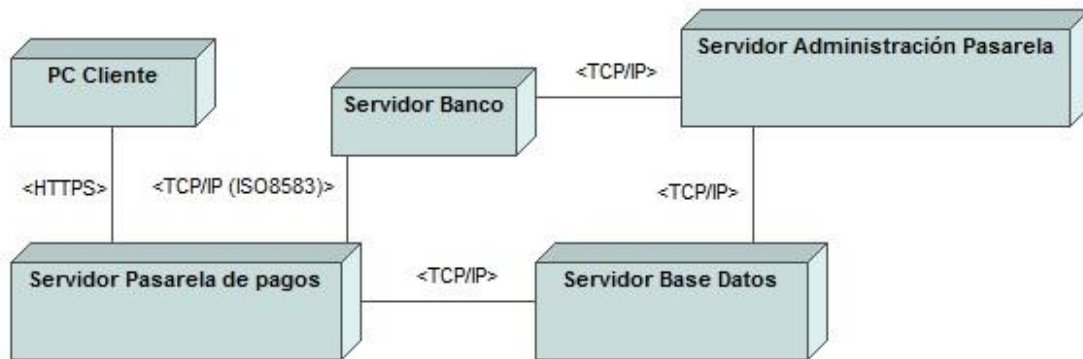 Servidor Administración Pasarela
PC Cliente
<TCP/IP>
Servidor Banco
<HTTPS>
<TCP/IP (ISO8583)>
<TCP/IP>
Servidor Pasarela de pagos
<TCP/IP>
Servidor Base Datos